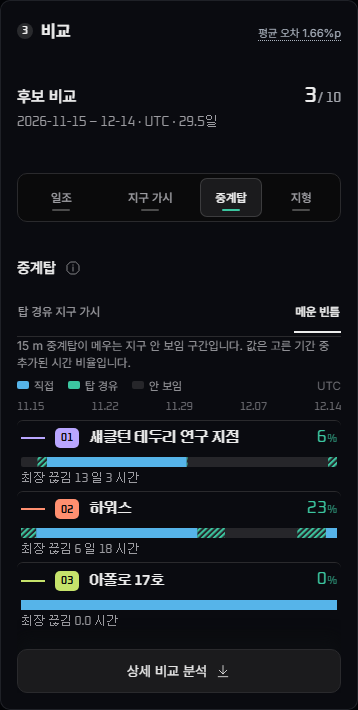 3 비교
평균 오차 1.66%p
후보 비교
3 / 10
2026-11-15 – 12-14 · UTC · 29.5일
일조
지구 가시
중계탑
지형
중계탑
탑 경유 지구 가시
메운 빈틈
15 m 중계탑이 메우는 지구 안 보임 구간입니다. 값은 고른 기간 중
추가된 시간 비율입니다.
직접 탑 경유 안 보임 UTC
11.15 11.22 11.29 12.07 12.14
01 섀클턴 테두리 연구 지점 6%
최장 끊김 13 일 3 시간
02 하워스 23%
최장 끊김 6 일 18 시간
03 아폴로 17호 0%
최장 끊김 0.0 시간
상세 비교 분석